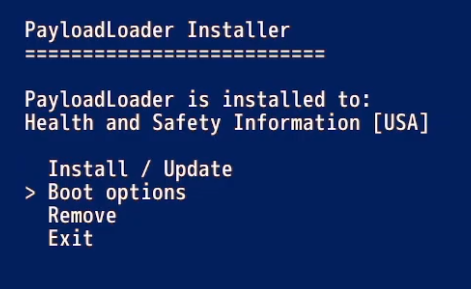 PayloadLoader Installer
==========================
PayloadLoader is installed to:
Health and Safety Information [USA]
Install / Update
> Boot options
Remove
Exit